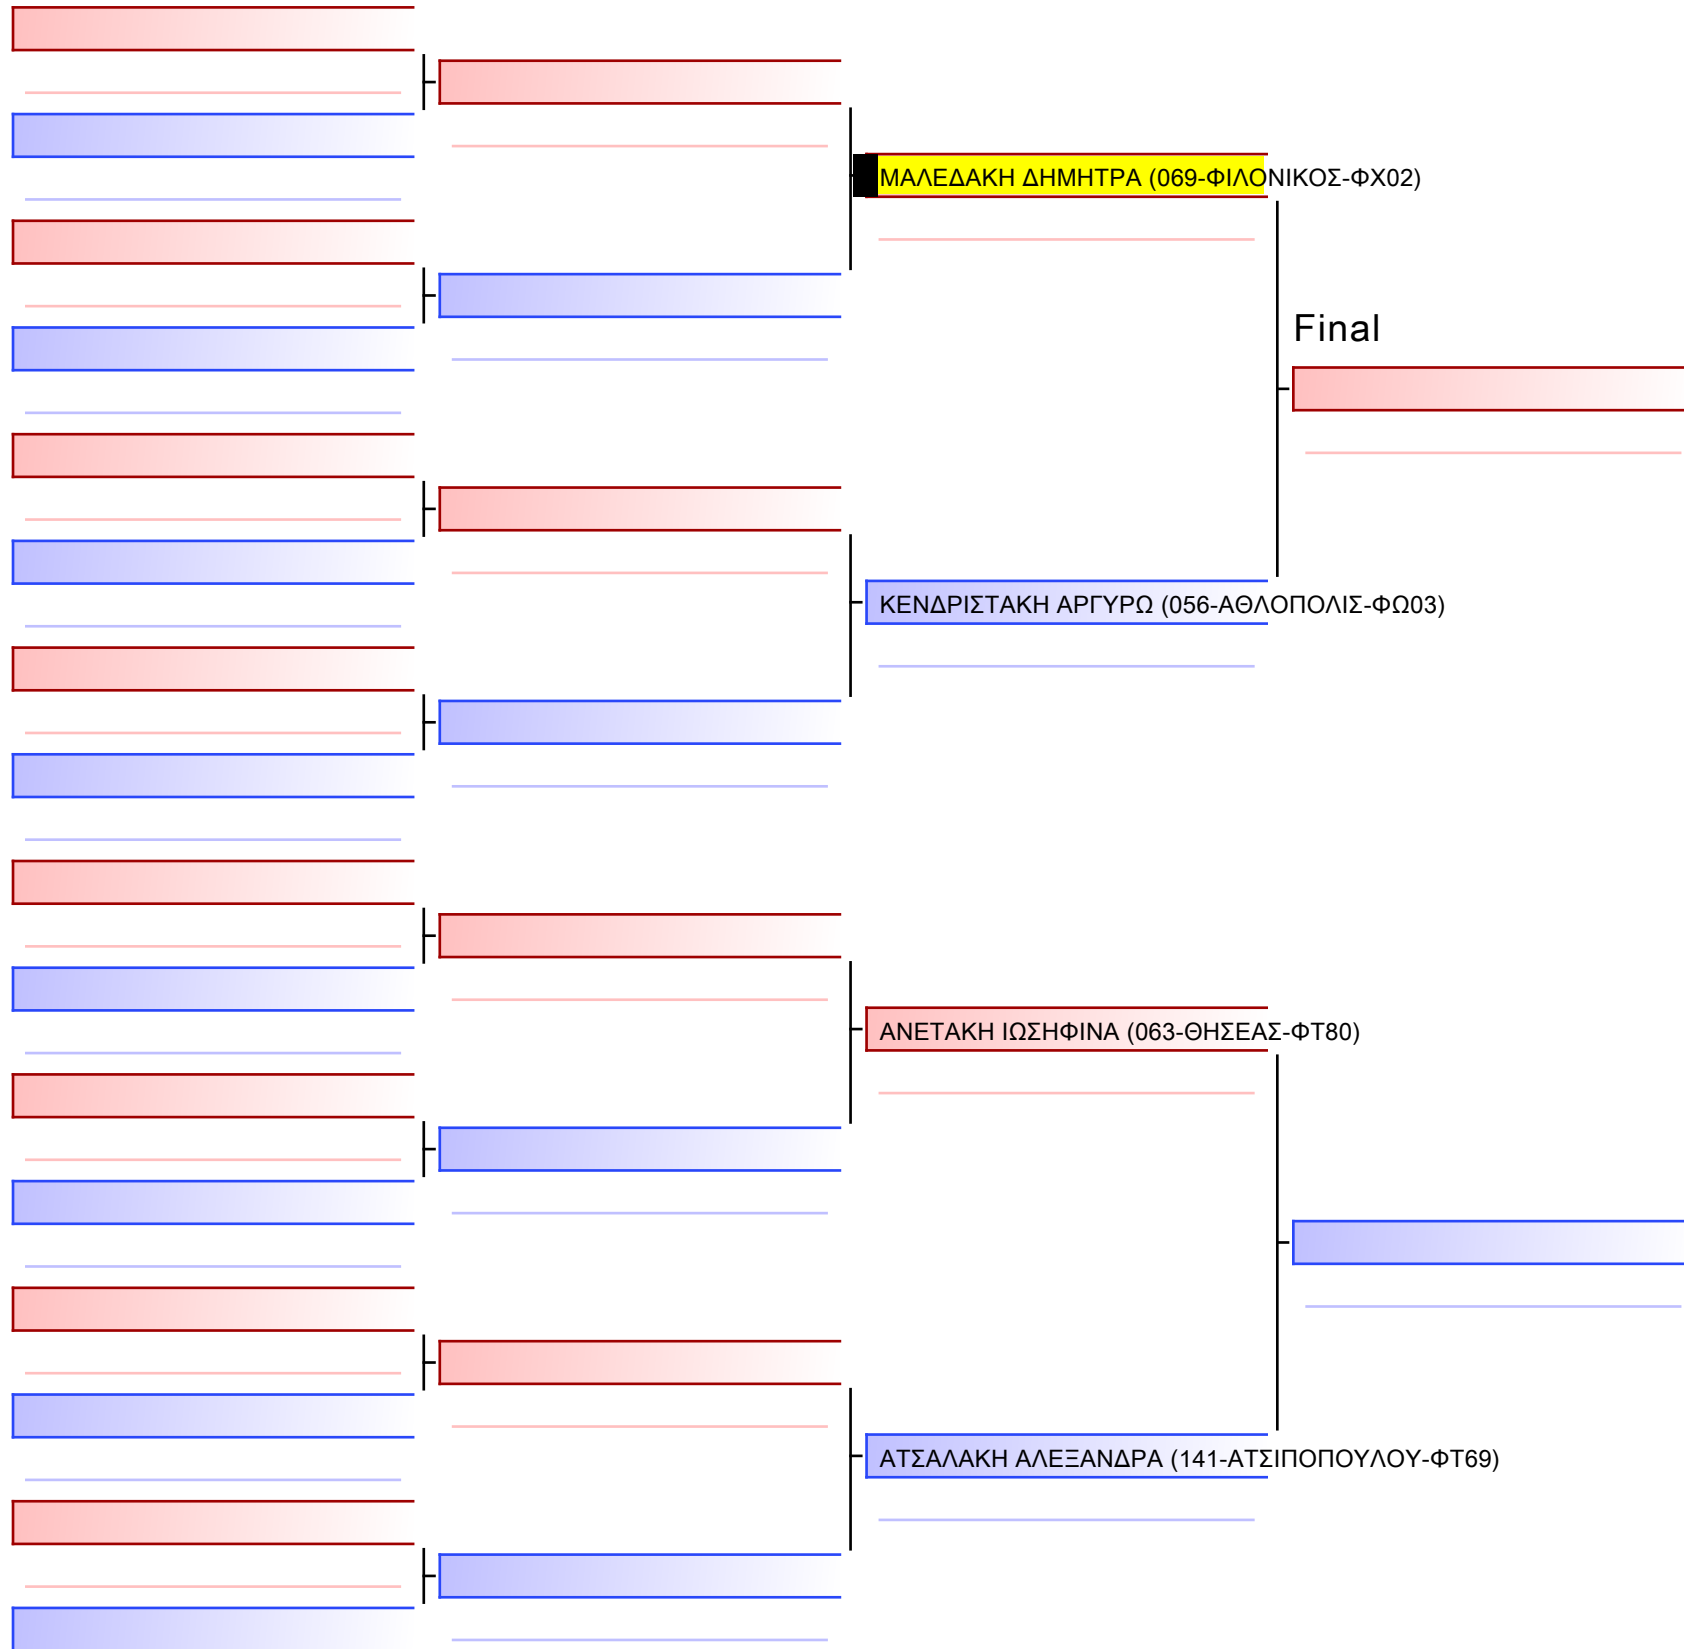 ΜΑΛΕΔΑΚΗ ΔΗΜΗΤΡΑ (069-ΦΙΛΟΝΙΚΟΣ-ΦΧ02)
Final
ΚΕΝΔΡΙΣΤΑΚΗ ΑΡΓΥΡΩ (056-ΑΘΛΟΠΟΛΙΣ-ΦΩ03)
ΑΝΕΤΑΚΗ ΙΩΣΗΦΙΝΑ (063-ΘΗΣΕΑΣ-ΦΤ80)
ΑΤΣΑΛΑΚΗ ΑΛΕΞΑΝΔΡΑ (141-ΑΤΣΙΠΟΠΟΥΛΟΥ-ΦΤ69)